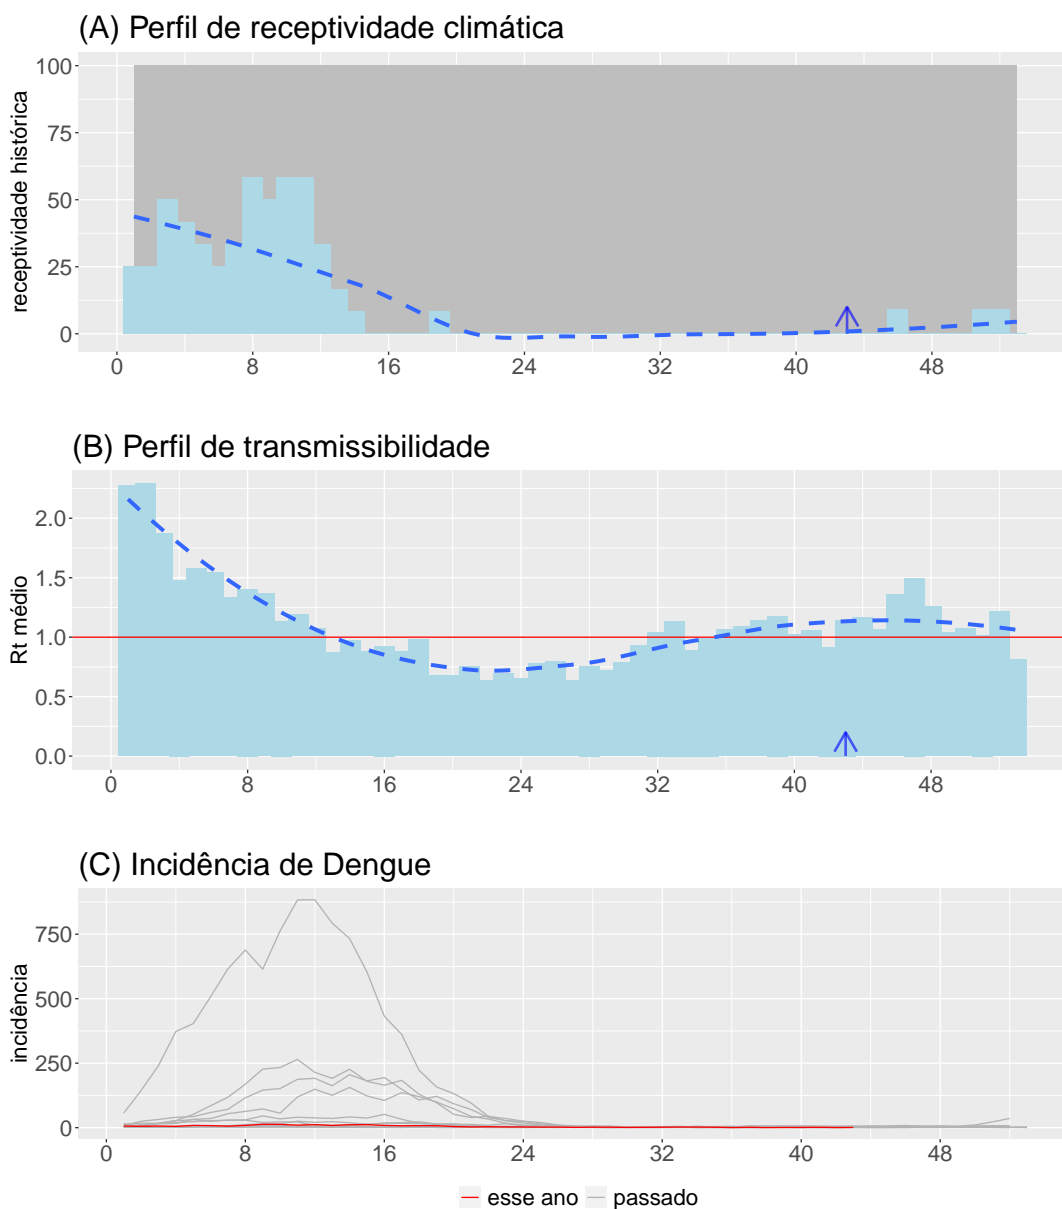 (A) Perfil de receptividade climática
receptividade histórica
100
75
50
25
0
0 8 16 24 32 40 48
(B) Perfil de transmissibilidade
Rt médio
2.0
1.5
1.0
0.5
0.0
0 8 16 24 32 40 48
(C) Incidência de Dengue
incidência
750
500
250
0
0 8 16 24 32 40 48
esse ano passado